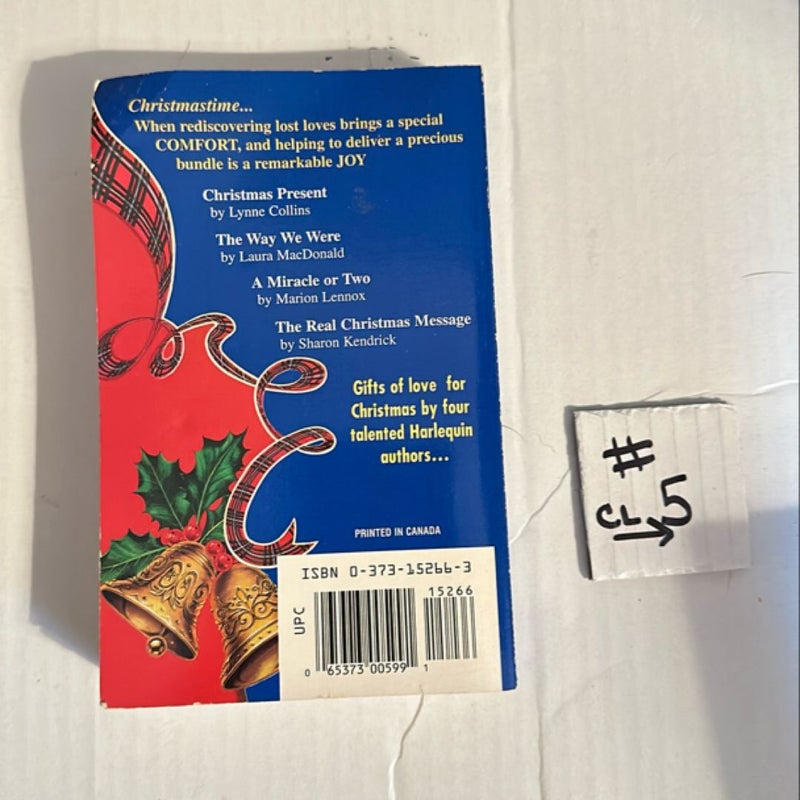 Christmastime...
When rediscovering lost loves brings a special
COMFORT, and helping to deliver a precious
bundle is a remarkable JOY
Christmas Present
by Lynne Collins
The Way We Were
by Laura MacDonald
A Miracle or Two
by Marion Lennox
The Real Christmas Message
by Sharon Kendrick
Gifts of love for
Christmas by four
talented Harlequin
authors...
PRINTED IN CANADA
ISBN 0-373-15266-3
15266
UPC
0 65373 00599 1
#
CL → 5